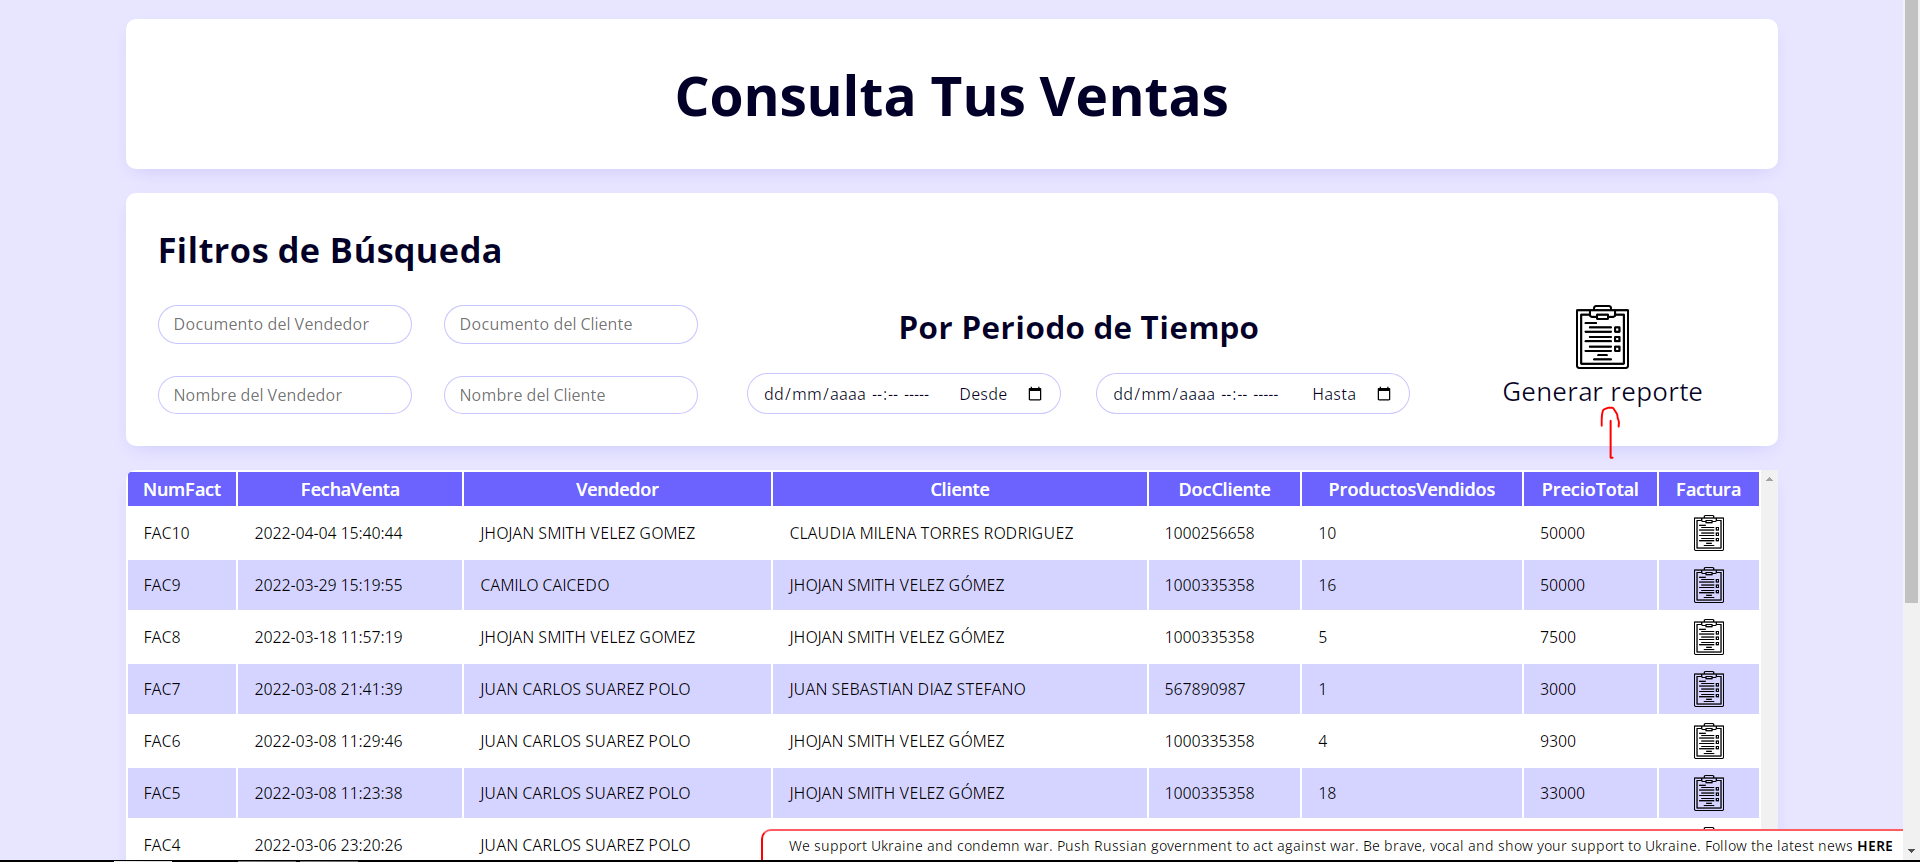 Consulta Tus Ventas
Filtros de Búsqueda
Documento del Vendedor Documento del Cliente
Por Periodo de Tiempo
Nombre del Vendedor Nombre del Cliente
dd/mm/aaaa --:-- ----- Desde dd/mm/aaaa --:-- ----- Hasta
Generar reporte
NumFact FechaVenta Vendedor Cliente DocCliente ProductosVendidos PrecioTotal Factura
FAC10 2022-04-04 15:40:44 JHOJAN SMITH VELEZ GOMEZ CLAUDIA MILENA TORRES RODRIGUEZ 1000256658 10 50000
FAC9 2022-03-29 15:19:55 CAMILO CAICEDO JHOJAN SMITH VELEZ GÓMEZ 1000335358 16 50000
FAC8 2022-03-18 11:57:19 JHOJAN SMITH VELEZ GOMEZ JHOJAN SMITH VELEZ GÓMEZ 1000335358 5 7500
FAC7 2022-03-08 21:41:39 JUAN CARLOS SUAREZ POLO JUAN SEBASTIAN DIAZ STEFANO 567890987 1 3000
FAC6 2022-03-08 11:29:46 JUAN CARLOS SUAREZ POLO JHOJAN SMITH VELEZ GÓMEZ 1000335358 4 9300
FAC5 2022-03-08 11:23:38 JUAN CARLOS SUAREZ POLO JHOJAN SMITH VELEZ GÓMEZ 1000335358 18 33000
FAC4 2022-03-06 23:20:26 JUAN CARLOS SUAREZ POLO
We support Ukraine and condemn war. Push Russian government to act against war. Be brave, vocal and show your support to Ukraine. Follow the latest news HERE